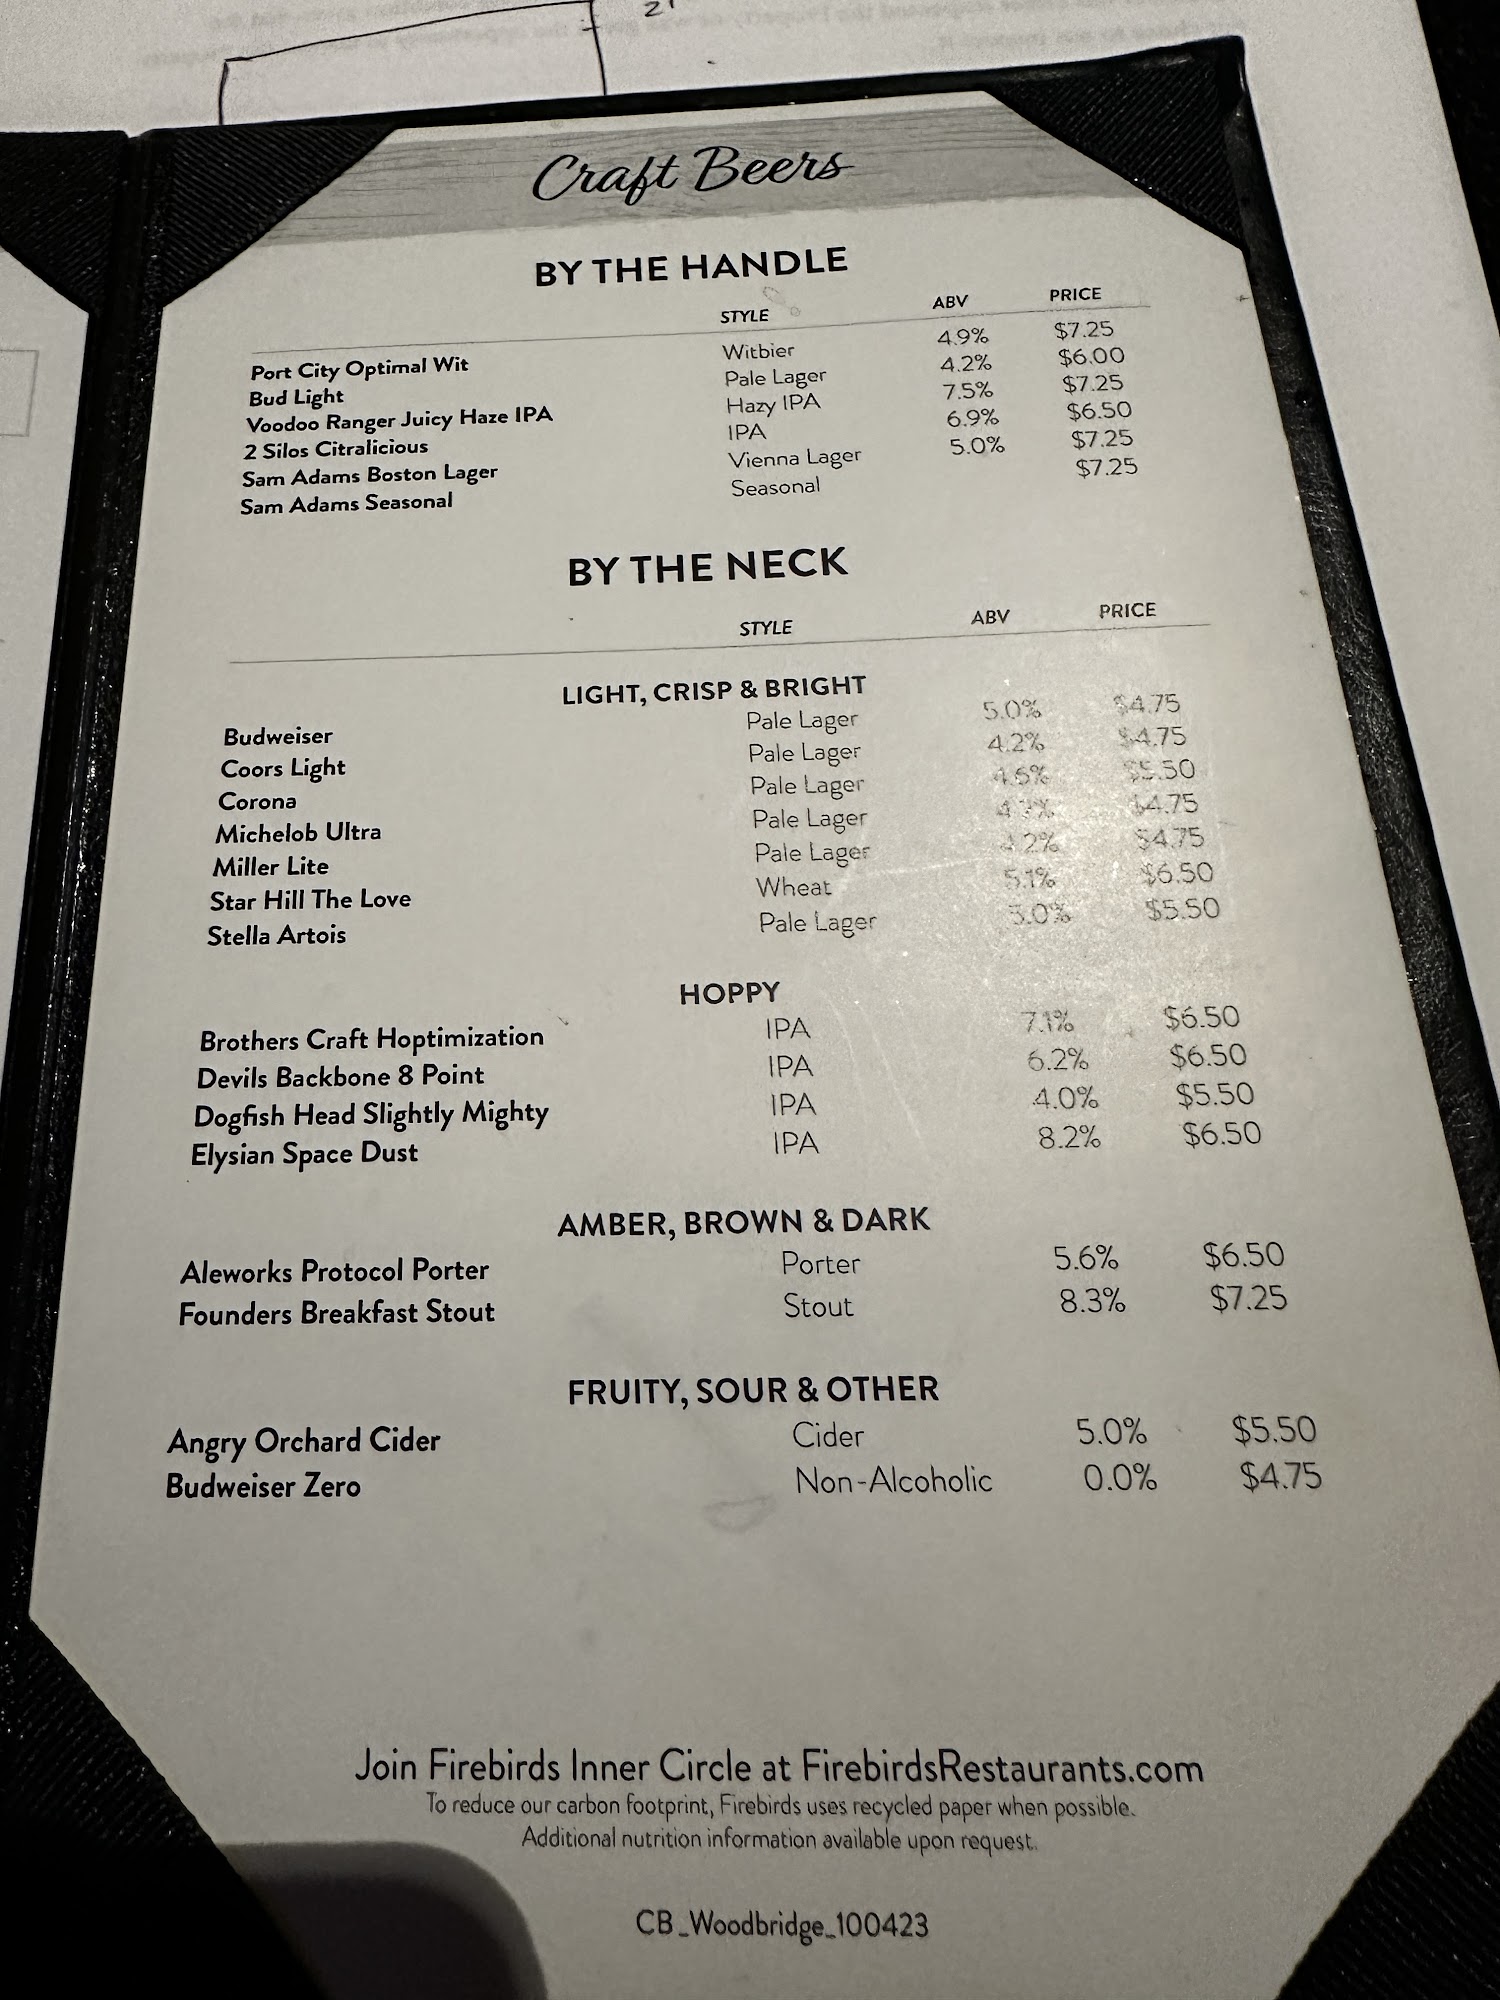 2'
Craft Beers
BY THE HANDLE
STYLE ABV PRICE
Port City Optimal Wit Witbier 4.9% $7.25
Bud Light Pale Lager 4.2% $6.00
Voodoo Ranger Juicy Haze IPA Hazy IPA 7.5% $7.25
2 Silos Citralicious IPA 6.9% $6.50
Sam Adams Boston Lager Vienna Lager 5.0% $7.25
Sam Adams Seasonal Seasonal $7.25
BY THE NECK
STYLE ABV PRICE
LIGHT, CRISP & BRIGHT
Budweiser Pale Lager 5.0% $4.75
Coors Light Pale Lager 4.2% $4.75
Corona Pale Lager 4.6% $5.50
Michelob Ultra Pale Lager $4.75
Miller Lite Pale Lager 4.2% $4.75
Star Hill The Love Wheat 5.1% $6.50
Stella Artois Pale Lager 5.0% $5.50
HOPPY
Brothers Craft Hoptimization IPA 7.1% $6.50
Devils Backbone 8 Point IPA 6.2% $6.50
Dogfish Head Slightly Mighty IPA 4.0% $5.50
Elysian Space Dust IPA 8.2% $6.50
AMBER, BROWN & DARK
Aleworks Protocol Porter Porter 5.6% $6.50
Founders Breakfast Stout Stout 8.3% $7.25
FRUITY, SOUR & OTHER
Angry Orchard Cider Cider 5.0% $5.50
Budweiser Zero Non-Alcoholic 0.0% $4.75
Join Firebirds Inner Circle at FirebirdsRestaurants.com
To reduce our carbon footprint, Firebirds uses recycled paper when possible.
Additional nutrition information available upon request.
CB_Woodbridge_100423